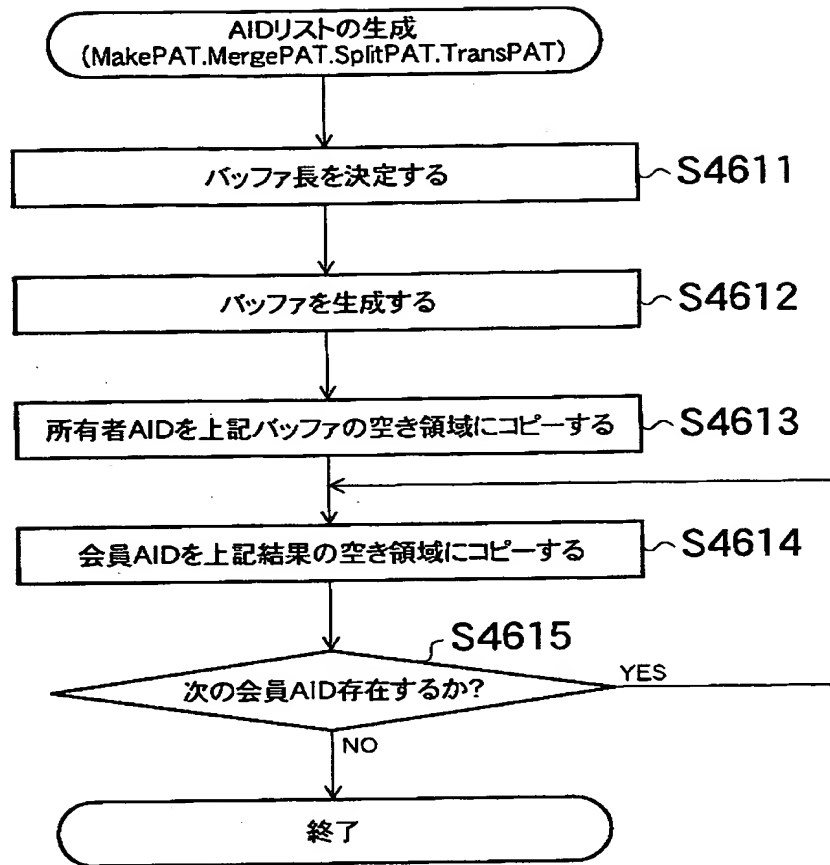 AIDリストの生成
(MakePAT.MergePAT.SplitPAT.TransPAT)
バッファ長を決定する
S4611
バッファを生成する
S4612
所有者AIDを上記バッファの空き領域にコピーする
S4613
会員AIDを上記結果の空き領域にコピーする
S4614
S4615
次の会員AID存在するか?
YES
NO
終了